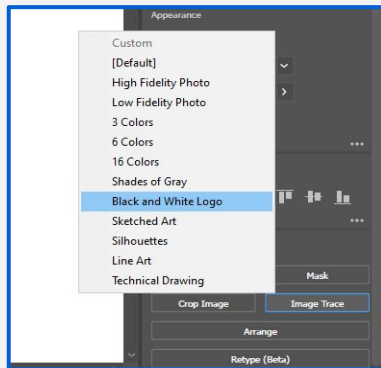 Appearance
Custom
[Default]
High Fidelity Photo
Low Fidelity Photo
3 Colors
6 Colors
16 Colors
Shades of Gray
Black and White Logo
Sketched Art
Silhouettes
Line Art
Technical Drawing
Mask
Crop Image Image Trace
Arrange
Retype (Beta)